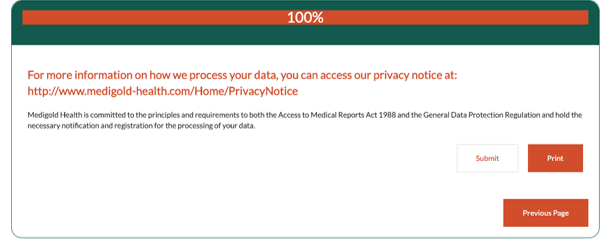 100%
For more information on how we process your data, you can access our privacy notice at:
http://www.medigold-health.com/Home/PrivacyNotice
Medigold Health is committed to the principles and requirements to both the Access to Medical Reports Act 1988 and the General Data Protection Regulation and hold the
necessary notification and registration for the processing of your data.
Submit
Print
Previous Page